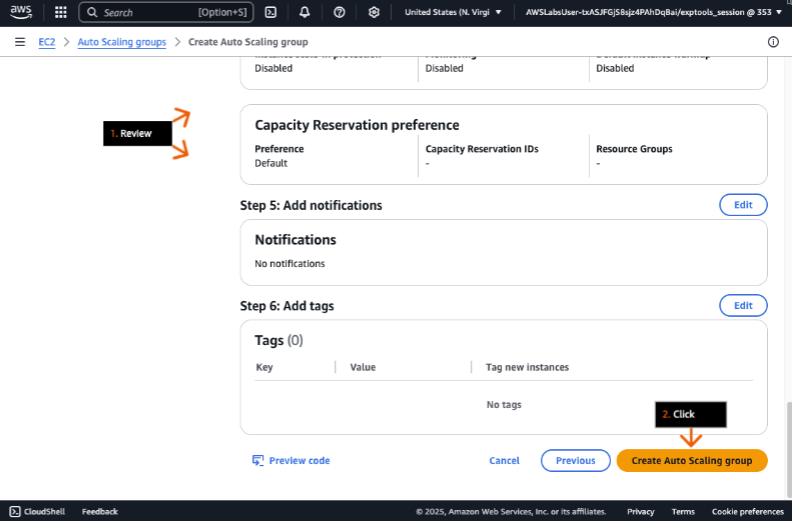 aws
Search [Option+S]
United States (N. Virgi
AWSLabsUser-txASJFGjS8sjz4PAhDqBai/exptools_session @ 353
EC2 > Auto Scaling groups > Create Auto Scaling group
Disabled Disabled Disabled
1. Review
Capacity Reservation preference
Preference Capacity Reservation IDs Resource Groups
Default - -
Step 5: Add notifications Edit
Notifications
No notifications
Step 6: Add tags Edit
Tags (0)
Key Value Tag new instances
No tags
2. Click
Preview code Cancel Previous Create Auto Scaling group
CloudShell Feedback © 2025, Amazon Web Services, Inc. or its affiliates. Privacy Terms Cookie preferences